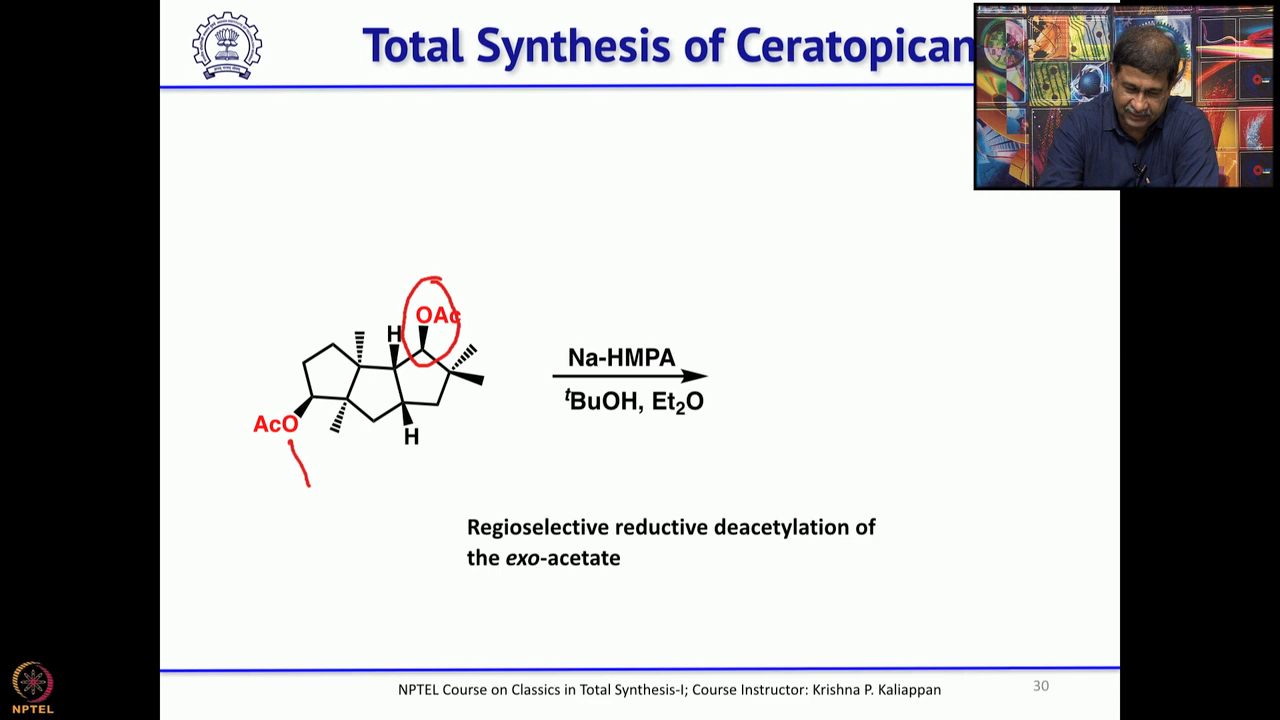 Total Synthesis of Ceratopican
OAc
H
AcO
H
Na-HMPA
tBuOH, Et2O
Regioselective reductive deacetylation of
the exo-acetate
NPTEL Course on Classics in Total Synthesis-I; Course Instructor: Krishna P. Kaliappan
30
NPTEL